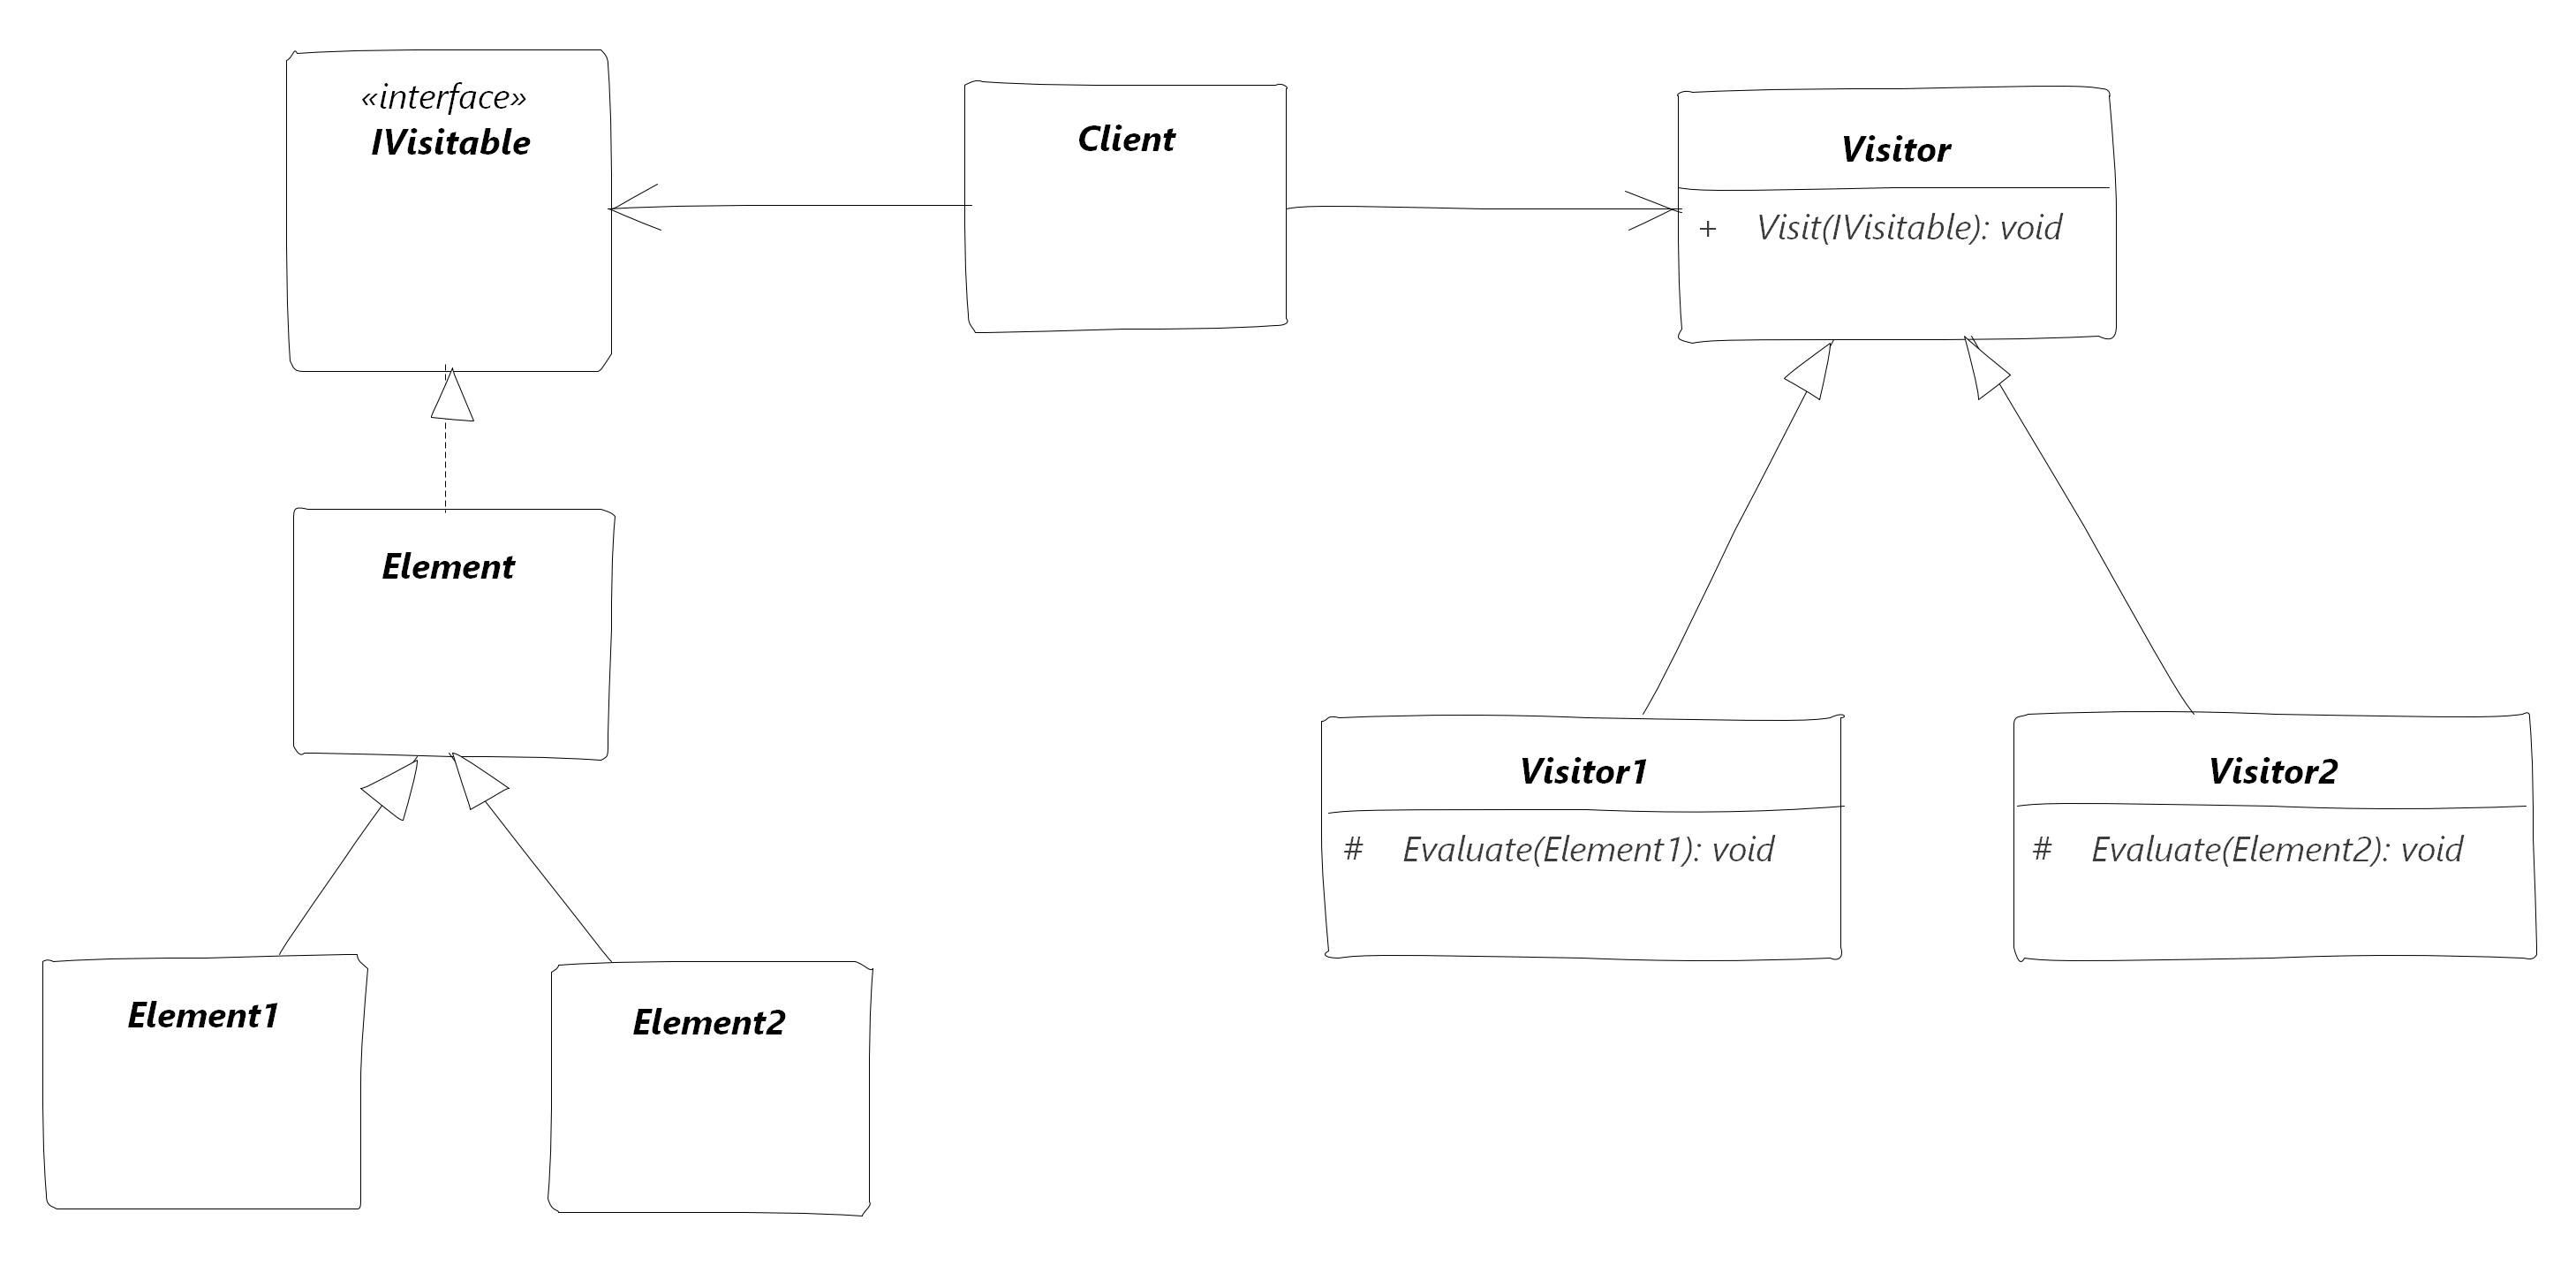 «interface»
IVisitable
Client
Visitor
+ Visit(IVisitable): void
Element
Visitor1
# Evaluate(Element1): void
Visitor2
# Evaluate(Element2): void
Element1
Element2